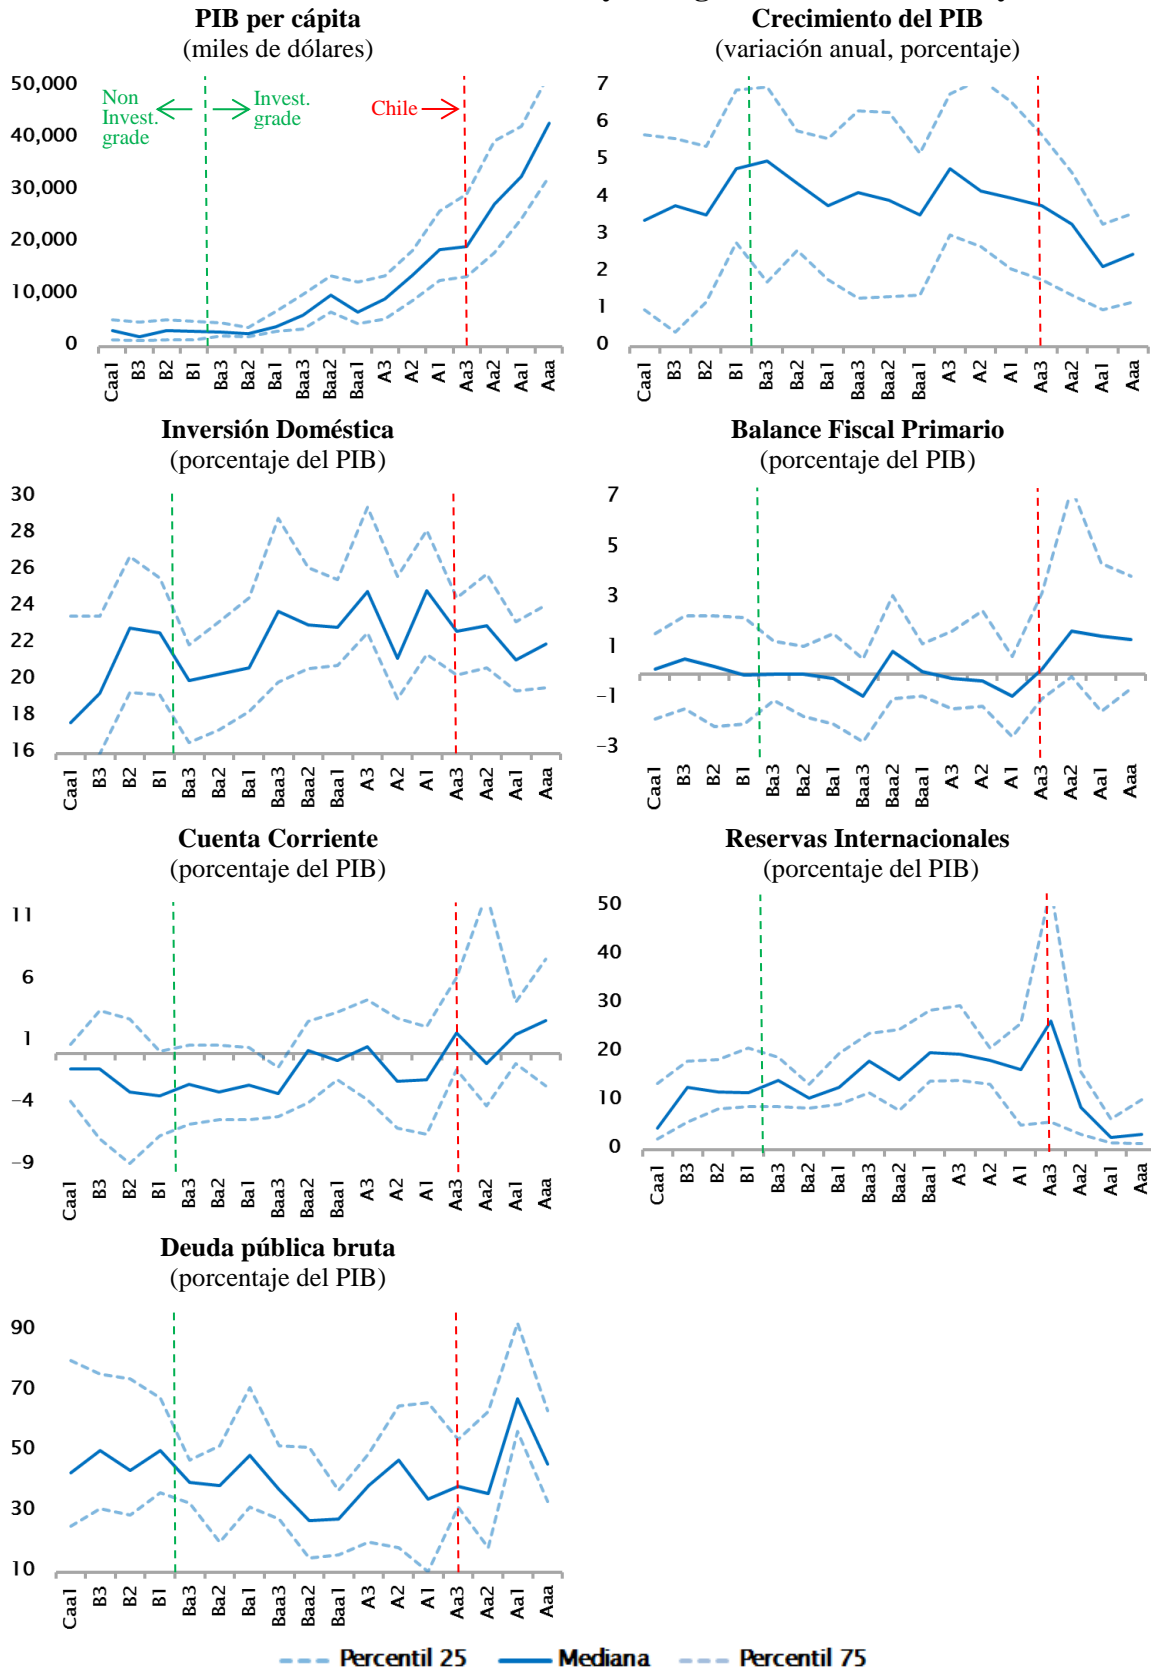 PIB per cápita
(miles de dólares)
50,000
40,000
30,000
20,000
10,000
0
Non
Invest.
grade
Invest.
grade
Chile
Caa1 B3 B2 B1 Ba3 Ba2 Ba1 Baa3 Baa2 Baa1 A3 A2 A1 Aa3 Aa2 Aa1 Aaa
Crecimiento del PIB
(variación anual, porcentaje)
7
6
5
4
3
2
1
0
Caa1 B3 B2 B1 Ba3 Ba2 Ba1 Baa3 Baa2 Baa1 A3 A2 A1 Aa3 Aa2 Aa1 Aaa
Inversión Doméstica
(porcentaje del PIB)
30
28
26
24
22
20
18
16
Caa1 B3 B2 B1 Ba3 Ba2 Ba1 Baa3 Baa2 Baa1 A3 A2 A1 Aa3 Aa2 Aa1 Aaa
Balance Fiscal Primario
(porcentaje del PIB)
7
5
3
1
-1
-3
Caa1 B3 B2 B1 Ba3 Ba2 Ba1 Baa3 Baa2 Baa1 A3 A2 A1 Aa3 Aa2 Aa1 Aaa
Cuenta Corriente
(porcentaje del PIB)
11
6
1
-4
-9
Caa1 B3 B2 B1 Ba3 Ba2 Ba1 Baa3 Baa2 Baa1 A3 A2 A1 Aa3 Aa2 Aa1 Aaa
Reservas Internacionales
(porcentaje del PIB)
50
40
30
20
10
0
Caa1 B3 B2 B1 Ba3 Ba2 Ba1 Baa3 Baa2 Baa1 A3 A2 A1 Aa3 Aa2 Aa1 Aaa
Deuda pública bruta
(porcentaje del PIB)
90
70
50
30
10
Caa1 B3 B2 B1 Ba3 Ba2 Ba1 Baa3 Baa2 Baa1 A3 A2 A1 Aa3 Aa2 Aa1 Aaa
Percentil 25 Mediana Percentil 75